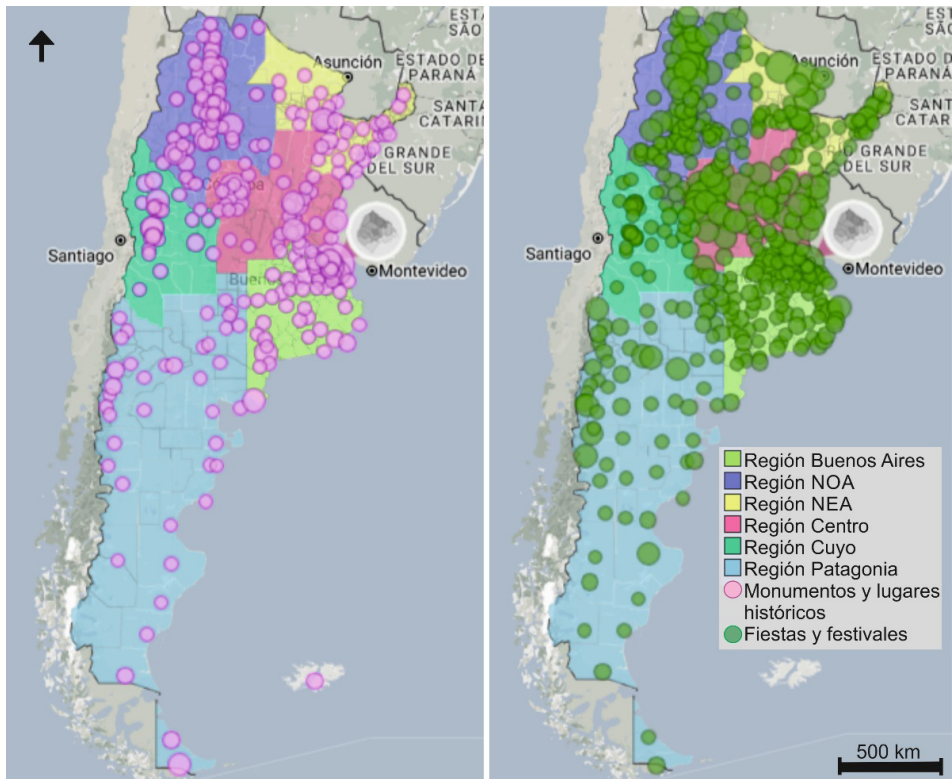 Asunción
ESTADO DE
PARANÁ
SANTA
CATARI
GRANDE
DEL SUR
Santiago
Montevideo
Asunción
ESTADO DE
PARANÁ
SANT
CATARI
GRANDE
DEL SUR
Santiago
Montevideo
Región Buenos Aires
Región NOA
Región NEA
Región Centro
Región Cuyo
Región Patagonia
Monumentos y lugares
históricos
Fiestas y festivales
500 km